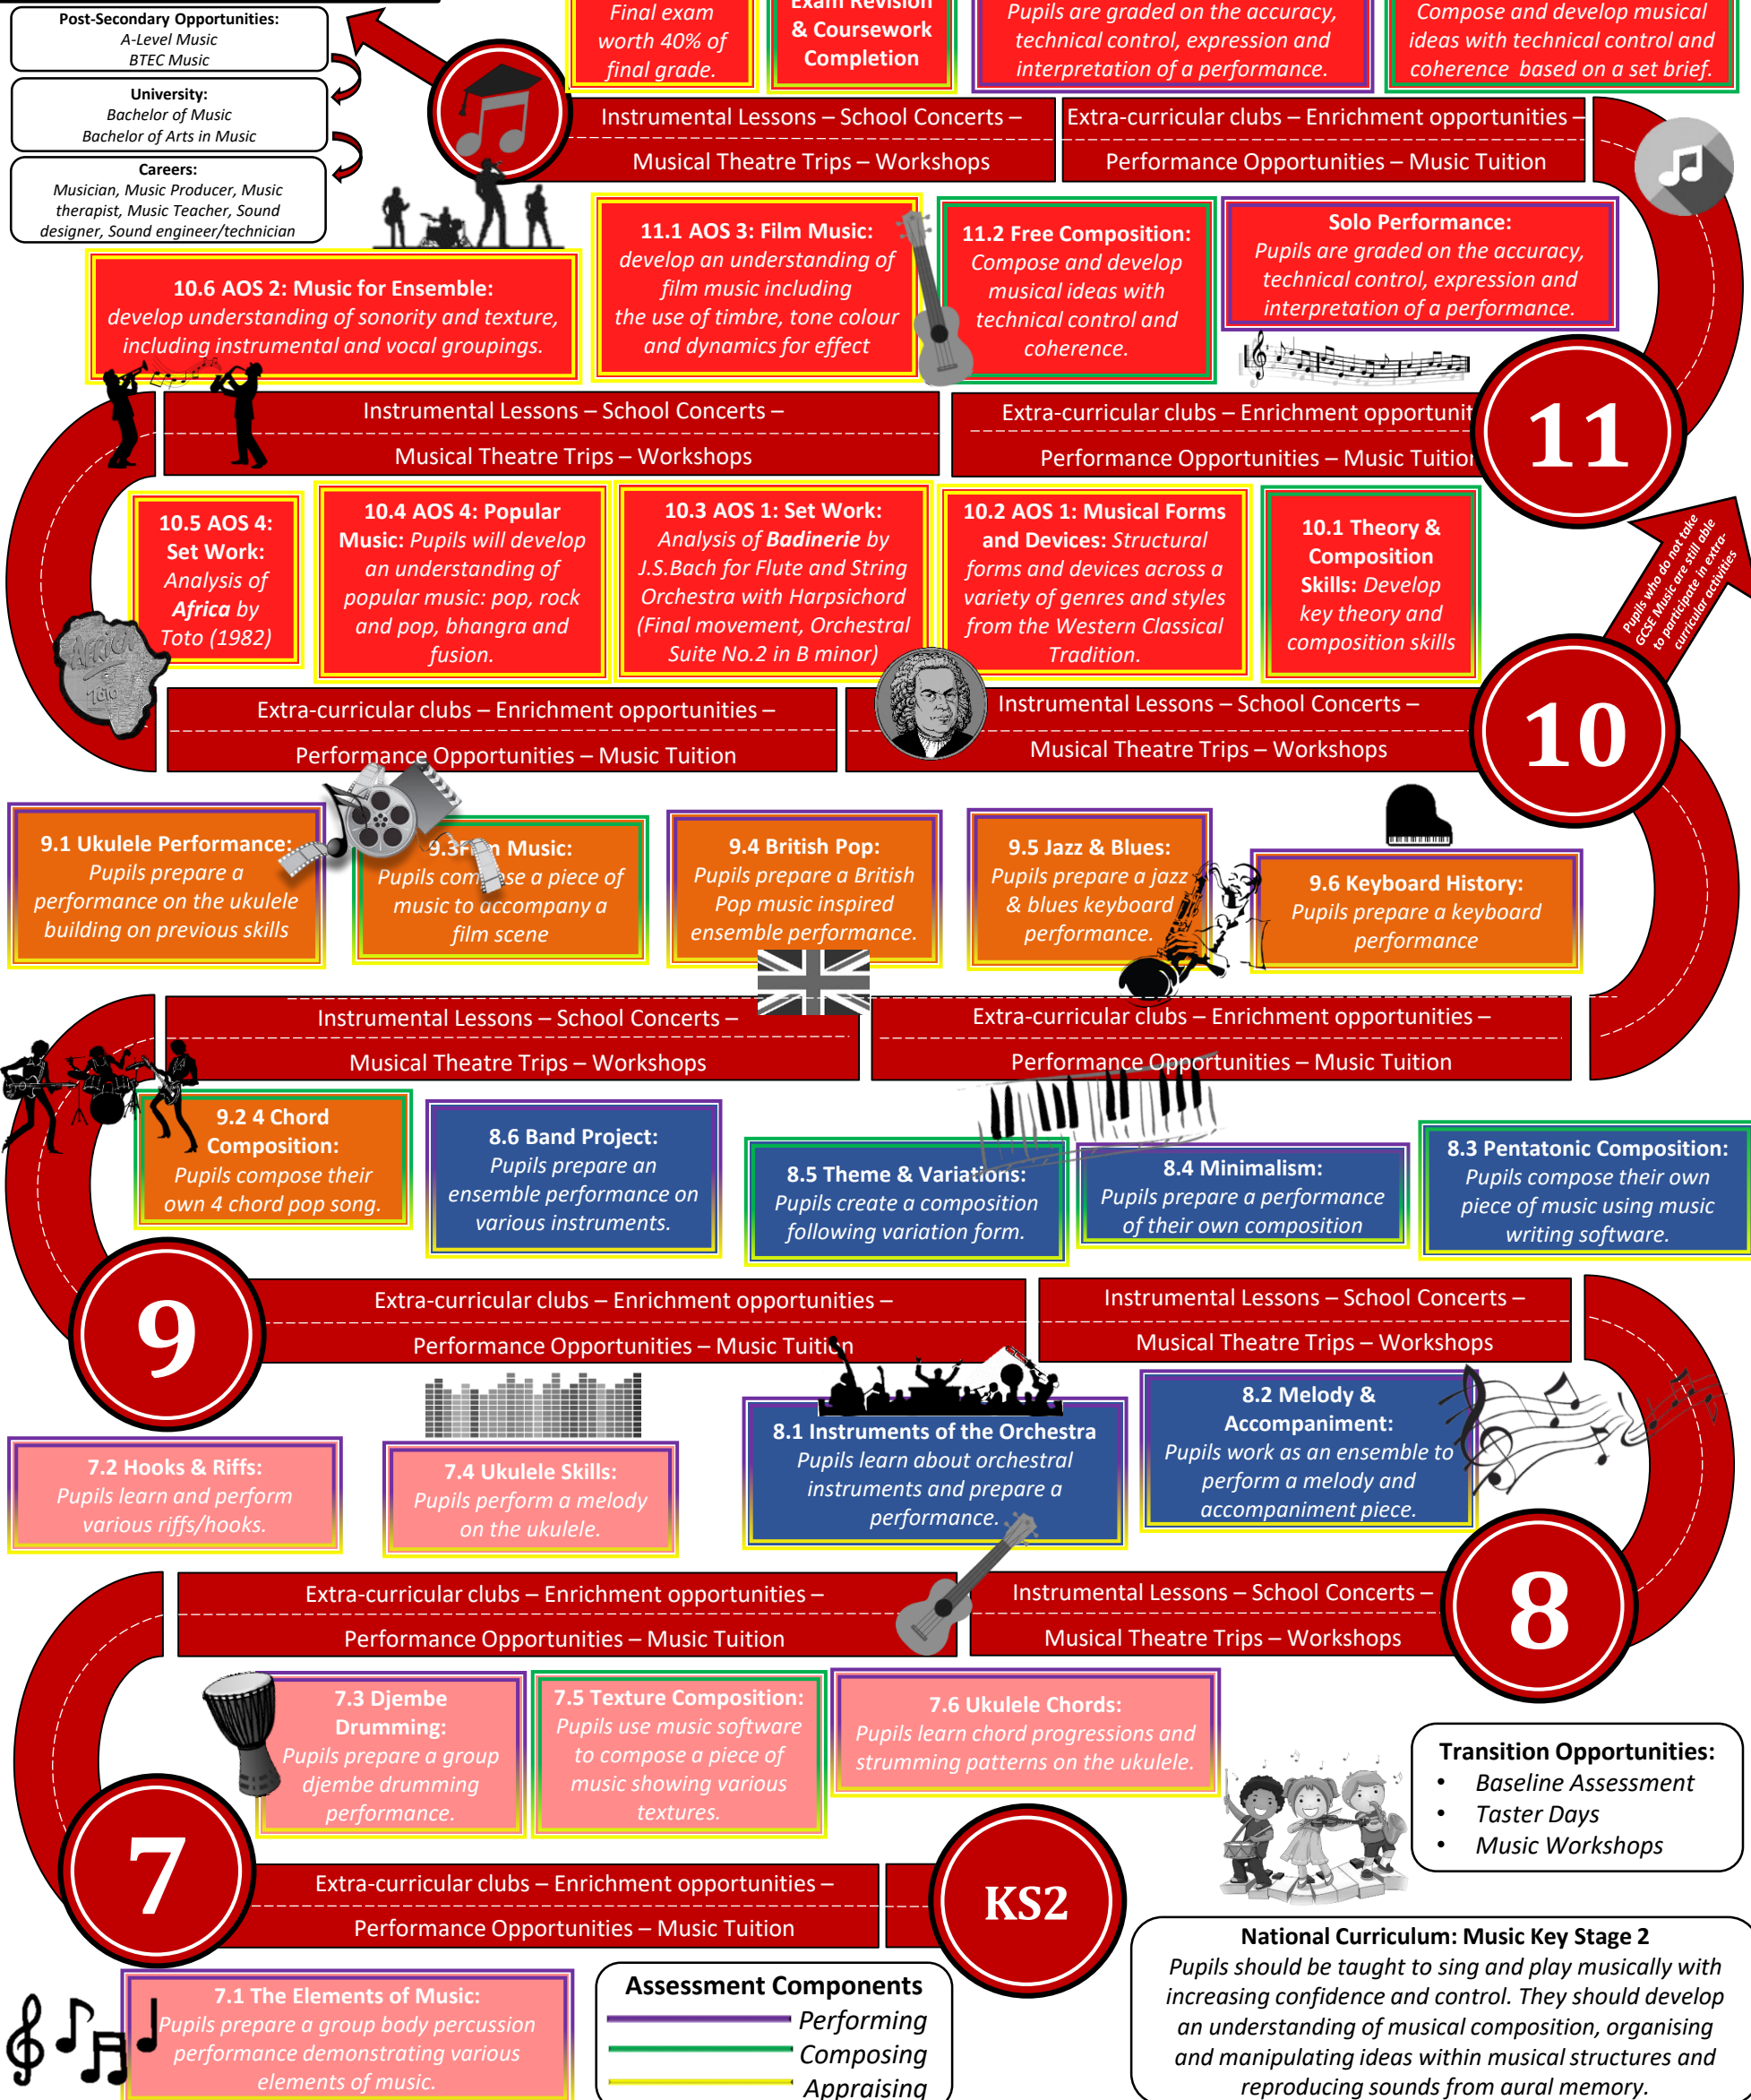 Post-Secondary Opportunities:
A-Level Music
BTEC Music
University:
Bachelor of Music
Bachelor of Arts in Music
Careers:
Musician, Music Producer, Music
therapist, Music Teacher, Sound
designer, Sound engineer/technician
Final exam
worth 40% of
final grade.
Exam Revision
& Coursework
Completion
Pupils are graded on the accuracy,
technical control, expression and
interpretation of a performance.
Compose and develop musical
ideas with technical control and
coherence based on a set brief.
Instrumental Lessons – School Concerts –
Musical Theatre Trips – Workshops
Extra-curricular clubs – Enrichment opportunities –
Performance Opportunities – Music Tuition
10.6 AOS 2: Music for Ensemble:
develop understanding of sonority and texture,
including instrumental and vocal groupings.
11.1 AOS 3: Film Music:
develop an understanding of
film music including
the use of timbre, tone colour
and dynamics for effect
11.2 Free Composition:
Compose and develop
musical ideas with
technical control and
coherence.
Solo Performance:
Pupils are graded on the accuracy,
technical control, expression and
interpretation of a performance.
Instrumental Lessons – School Concerts –
Musical Theatre Trips – Workshops
Extra-curricular clubs – Enrichment opportunit
Performance Opportunities – Music Tuition
11
10.5 AOS 4:
Set Work:
Analysis of
Africa by
Toto (1982)
10.4 AOS 4: Popular
Music: Pupils will develop
an understanding of
popular music: pop, rock
and pop, bhangra and
fusion.
10.3 AOS 1: Set Work:
Analysis of Badinerie by
J.S.Bach for Flute and String
Orchestra with Harpsichord
(Final movement, Orchestral
Suite No.2 in B minor)
10.2 AOS 1: Musical Forms
and Devices: Structural
forms and devices across a
variety of genres and styles
from the Western Classical
Tradition.
10.1 Theory &
Composition
Skills: Develop
key theory and
composition skills
Pupils who do not take
GCSE Music are still able
to participate in extra-
curricular activities
AFRICA
TOTO
Extra-curricular clubs – Enrichment opportunities –
Performance Opportunities – Music Tuition
Instrumental Lessons – School Concerts –
Musical Theatre Trips – Workshops
10
9.1 Ukulele Performance:
Pupils prepare a
performance on the ukulele
building on previous skills
9.3Film Music:
Pupils compose a piece of
music to accompany a
film scene
9.4 British Pop:
Pupils prepare a British
Pop music inspired
ensemble performance.
9.5 Jazz & Blues:
Pupils prepare a jazz
& blues keyboard
performance.
9.6 Keyboard History:
Pupils prepare a keyboard
performance
Instrumental Lessons – School Concerts –
Musical Theatre Trips – Workshops
Extra-curricular clubs – Enrichment opportunities –
Performance Opportunities – Music Tuition
9.2 4 Chord
Composition:
Pupils compose their
own 4 chord pop song.
8.6 Band Project:
Pupils prepare an
ensemble performance on
various instruments.
8.5 Theme & Variations:
Pupils create a composition
following variation form.
8.4 Minimalism:
Pupils prepare a performance
of their own composition
8.3 Pentatonic Composition:
Pupils compose their own
piece of music using music
writing software.
9
Extra-curricular clubs – Enrichment opportunities –
Performance Opportunities – Music Tuition
Instrumental Lessons – School Concerts –
Musical Theatre Trips – Workshops
7.2 Hooks & Riffs:
Pupils learn and perform
various riffs/hooks.
7.4 Ukulele Skills:
Pupils perform a melody
on the ukulele.
8.1 Instruments of the Orchestra
Pupils learn about orchestral
instruments and prepare a
performance.
8.2 Melody &
Accompaniment:
Pupils work as an ensemble to
perform a melody and
accompaniment piece.
Extra-curricular clubs – Enrichment opportunities –
Performance Opportunities – Music Tuition
Instrumental Lessons – School Concerts –
Musical Theatre Trips – Workshops
8
7.3 Djembe
Drumming:
Pupils prepare a group
djembe drumming
performance.
7.5 Texture Composition:
Pupils use music software
to compose a piece of
music showing various
textures.
7.6 Ukulele Chords:
Pupils learn chord progressions and
strumming patterns on the ukulele.
Transition Opportunities:
• Baseline Assessment
• Taster Days
• Music Workshops
7
Extra-curricular clubs – Enrichment opportunities –
Performance Opportunities – Music Tuition
KS2
National Curriculum: Music Key Stage 2
Pupils should be taught to sing and play musically with
increasing confidence and control. They should develop
an understanding of musical composition, organising
and manipulating ideas within musical structures and
reproducing sounds from aural memory.
7.1 The Elements of Music:
Pupils prepare a group body percussion
performance demonstrating various
elements of music.
Assessment Components
Performing
Composing
Appraising